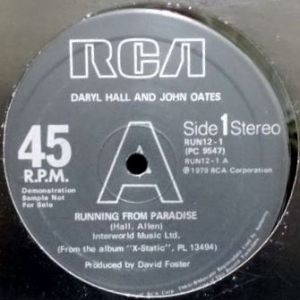 RCA
DARYL HALL AND JOHN OATES
45
R.P.M.
Demonstration
Sample Not
For Sale
A
Side 1 Stereo
RUN12-1
(PC 9547)
RUN12-1 A
℗ 1979 RCA Corporation
RUNNING FROM PARADISE
(Hall, Allen)
Interworld Music Ltd.
(From the album "X-Static", PL 13494)
Produced by David Foster